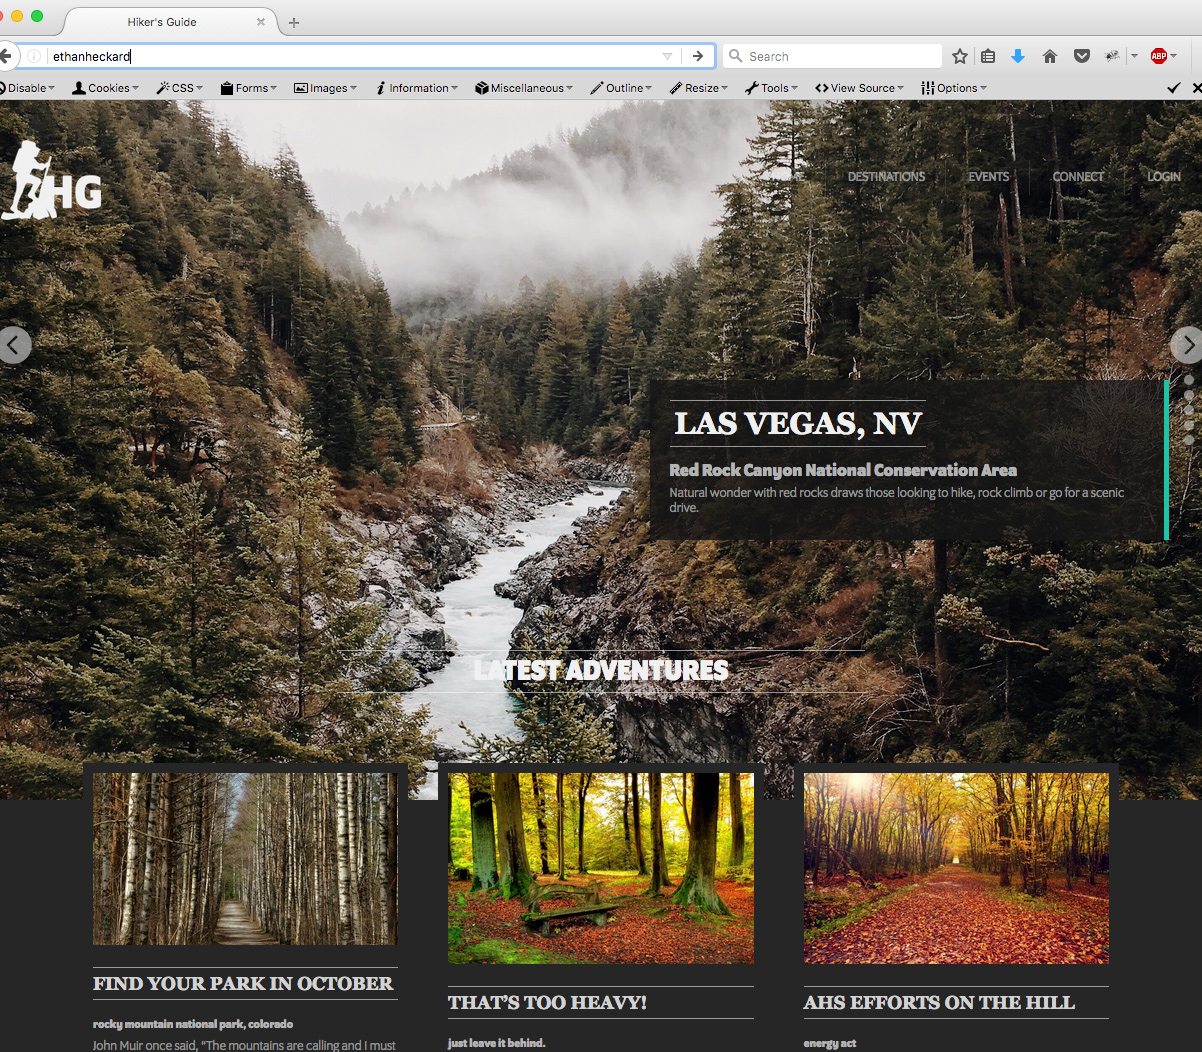 Hiker's Guide
ethanheckard
Search
ABP
Disable
Cookies
CSS
Forms
Images
Information
Miscellaneous
Outline
Resize
Tools
View Source
Options
HG
HOME
DESTINATIONS
EVENTS
CONNECT
LOGIN
LAS VEGAS, NV
Red Rock Canyon National Conservation Area
Natural wonder with red rocks draws those looking to hike, rock climb or go for a scenic
drive.
LATEST ADVENTURES
FIND YOUR PARK IN OCTOBER
rocky mountain national park, colorado
John Muir once said, “The mountains are calling and I must
THAT’S TOO HEAVY!
just leave it behind.
AHS EFFORTS ON THE HILL
energy act